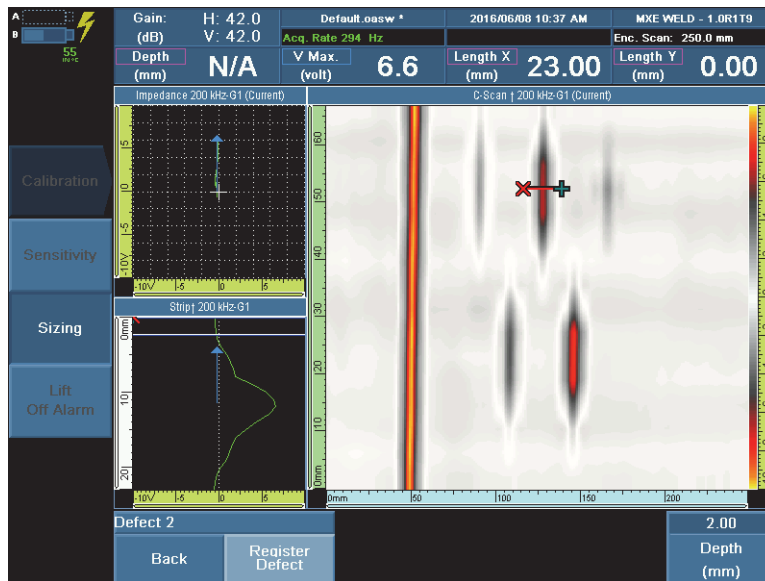 A
B
55
IN °C
Gain: H: 42.0
(dB) V: 42.0
Default.oasw *
Acq. Rate 294 Hz
2016/06/08 10:37 AM
MXE WELD - 1.0R1T9
Enc. Scan: 250.0 mm
Depth
(mm)
N/A
V Max.
(volt)
6.6
Length X
(mm)
23.00
Length Y
(mm)
0.00
Impedance 200 kHz-G1 (Current)
C-Scan † 200 kHz-G1 (Current)
Calibration
Sensitivity
Sizing
Lift
Off Alarm
|5
|0
|-5
-10V
-10V |-5 |0 |5
Strip† 200 kHz-G1
0mm
10|
20|
-10V |-5 |0 |5
|60
|50
|40
|30
|20
|10
0mm
0mm |50 |100 |150 |200
Defect 2
Back
Register
Defect
2.00
Depth
(mm)